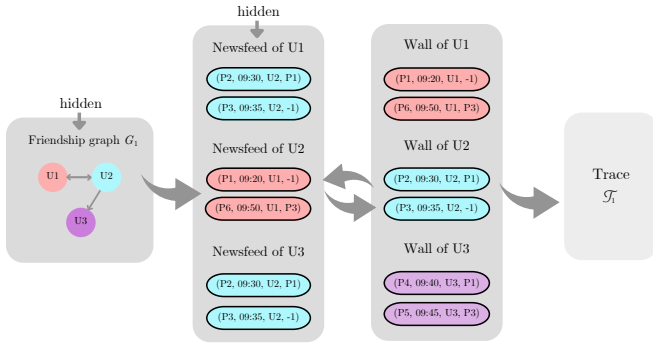 hidden
Friendship graph G₁
U1
U2
U3
hidden
Newsfeed of U1
(P2, 09:30, U2, P1)
(P3, 09:35, U2, -1)
Newsfeed of U2
(P1, 09:20, U1, -1)
(P6, 09:50, U1, P3)
Newsfeed of U3
(P2, 09:30, U2, P1)
(P3, 09:35, U2, -1)
Wall of U1
(P1, 09:20, U1, -1)
(P6, 09:50, U1, P3)
Wall of U2
(P2, 09:30, U2, P1)
(P3, 09:35, U2, -1)
Wall of U3
(P4, 09:40, U3, P1)
(P5, 09:45, U3, P3)
Trace
𝒯₁